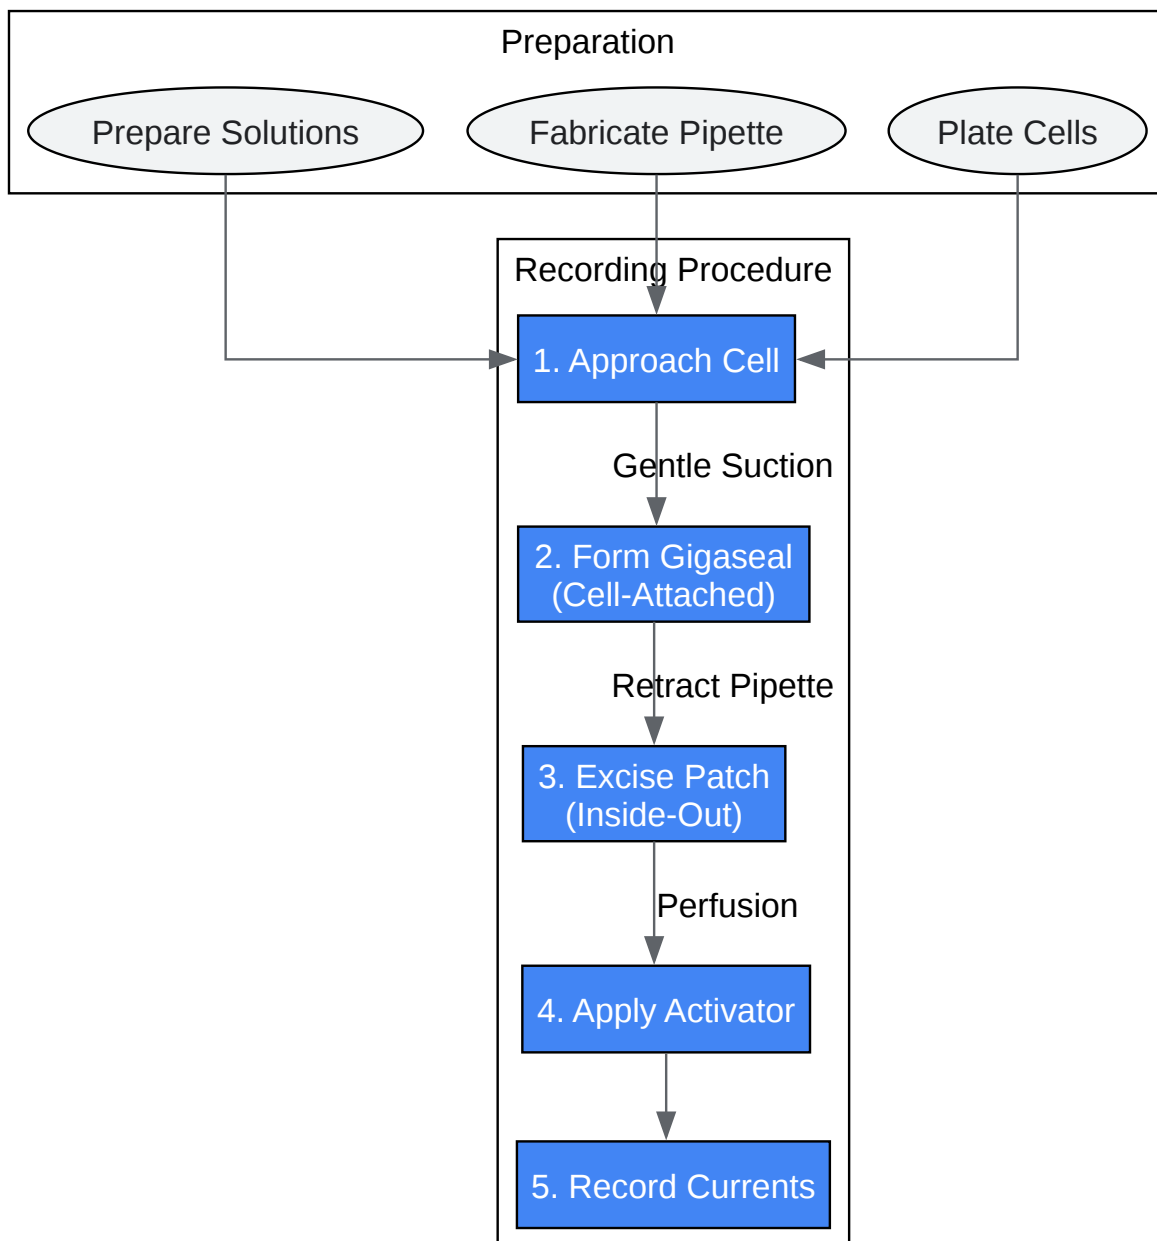 Preparation
Prepare Solutions
Fabricate Pipette
Plate Cells
Recording Procedure
1. Approach Cell
Gentle Suction
2. Form Gigaseal
(Cell-Attached)
Retract Pipette
3. Excise Patch
(Inside-Out)
Perfusion
4. Apply Activator
5. Record Currents